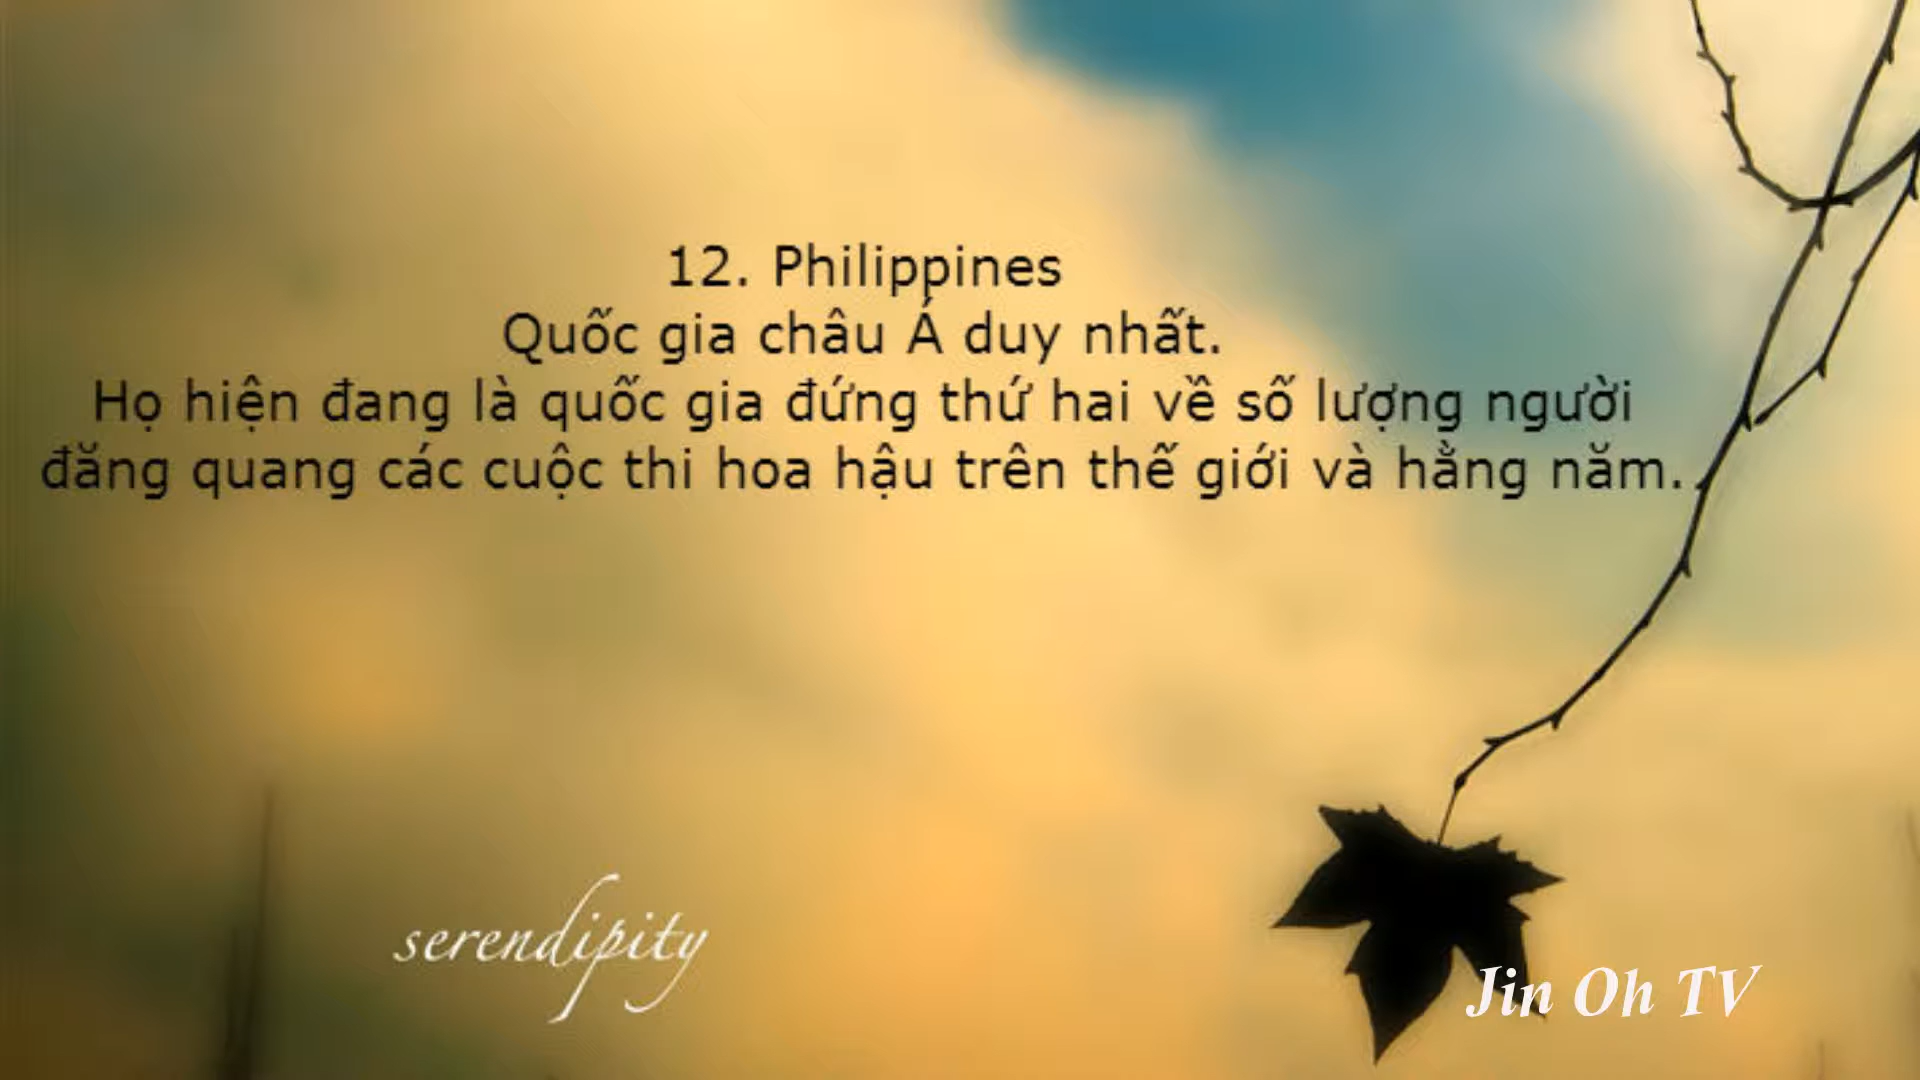 12. Philippines
Quốc gia châu Á duy nhất.
Họ hiện đang là quốc gia đứng thứ hai về số lượng người
đăng quang các cuộc thi hoa hậu trên thế giới và hằng năm.
serendipity
Jin Oh TV